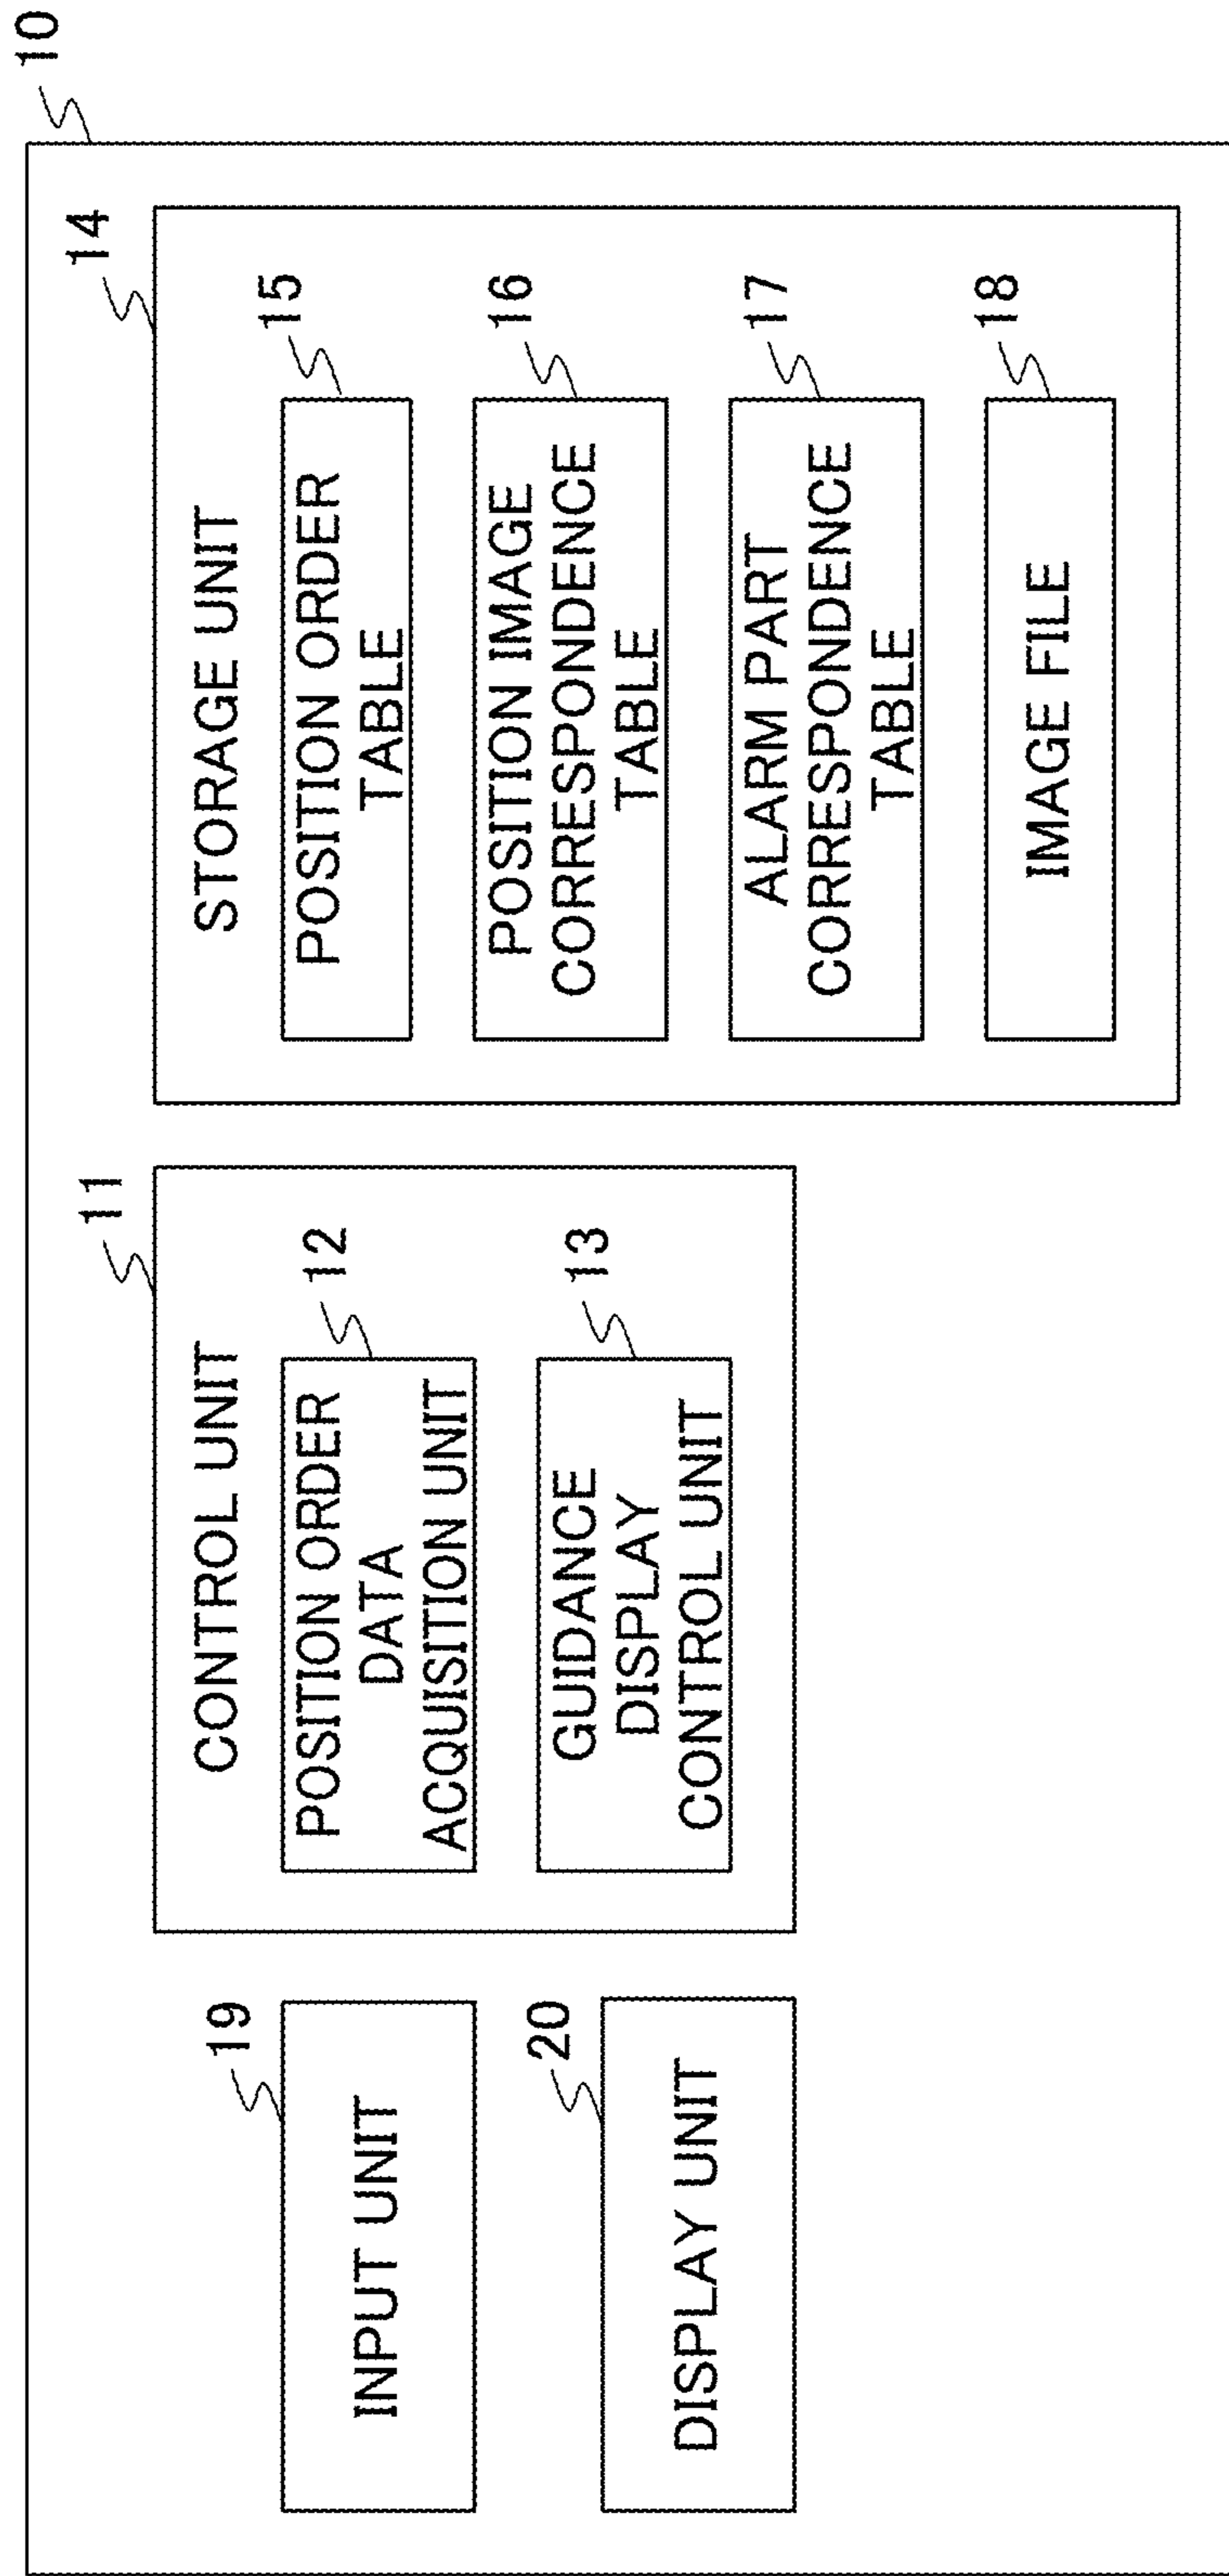 10
19
INPUT UNIT
20
DISPLAY UNIT
11
CONTROL UNIT
12
POSITION ORDER
DATA
ACQUISITION UNIT
13
GUIDANCE
DISPLAY
CONTROL UNIT
14
STORAGE UNIT
15
POSITION ORDER
TABLE
16
POSITION IMAGE
CORRESPONDENCE
TABLE
17
ALARM PART
CORRESPONDENCE
TABLE
18
IMAGE FILE